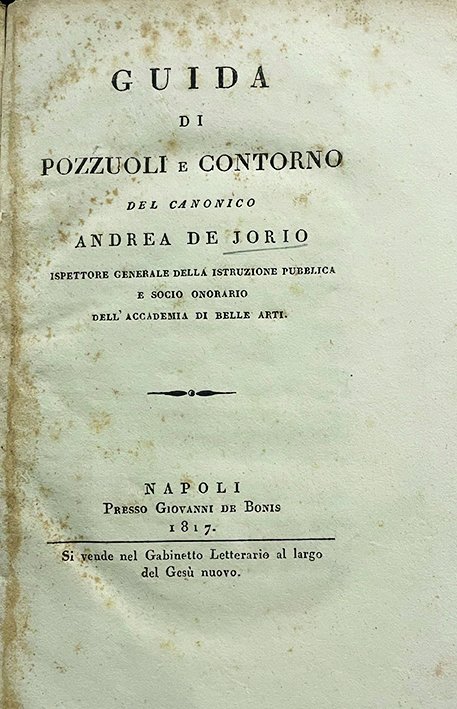 GUIDA
DI
POZZUOLI E CONTORNO
DEL CANONICO
ANDREA DE JORIO
ISPETTORE GENERALE DELLA ISTRUZIONE PUBBLICA
E SOCIO ONORARIO
DELL' ACCADEMIA DI BELLE ARTI.
NAPOLI
PRESSO GIOVANNI DE BONIS
1817.
Si vende nel Gabinetto Letterario al largo
del Gesù nuovo.